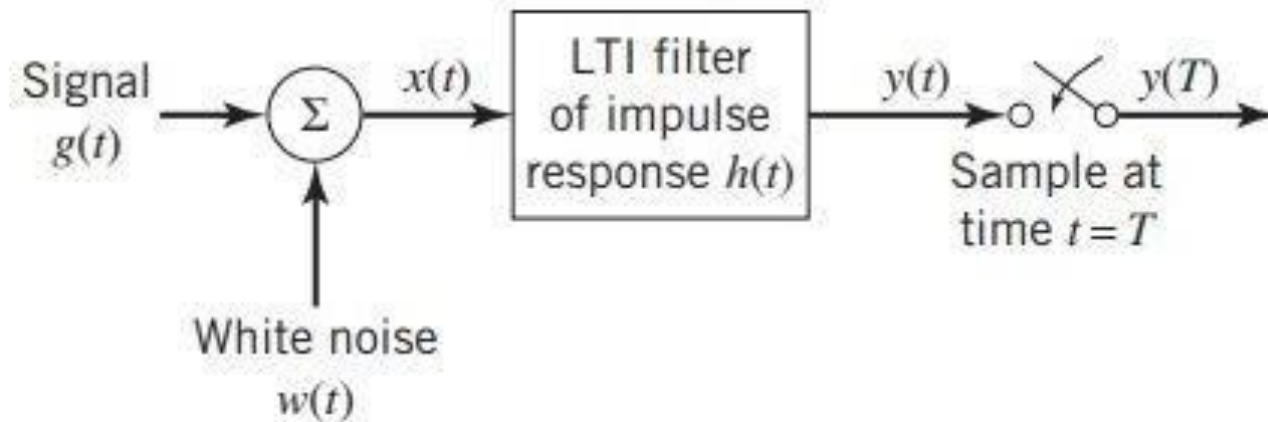 Signal
g(t)
Σ
x(t)
LTI filter
of impulse
response h(t)
y(t)
y(T)
Sample at
time t = T
White noise
w(t)